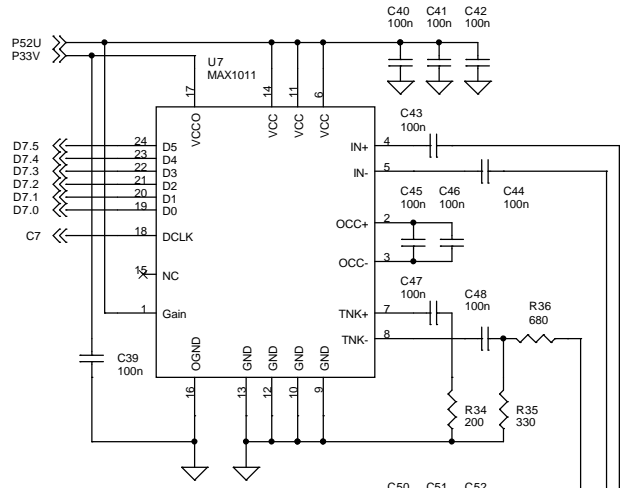 C40 C41 C42
100n 100n 100n
P52U
P33V
U7
MAX1011
17 14 11 6
VCCO VCC VCC VCC
C43
100n
D7.5 24 D5 IN+ 4
D7.4 23 D4
D7.3 22 D3 IN- 5
D7.2 21 D2
D7.1 20 D1
D7.0 19 D0
C45 C46 C44
100n 100n 100n
OCC+ 2
C7 18 DCLK
OCC- 3
15 NC
C47
100n
C48
100n
R36
680
1 Gain TNK+ 7
TNK- 8
C39
100n
OGND GND GND GND GND
16 13 12 10 9
R34
200
R35
330
C50 C51 C52